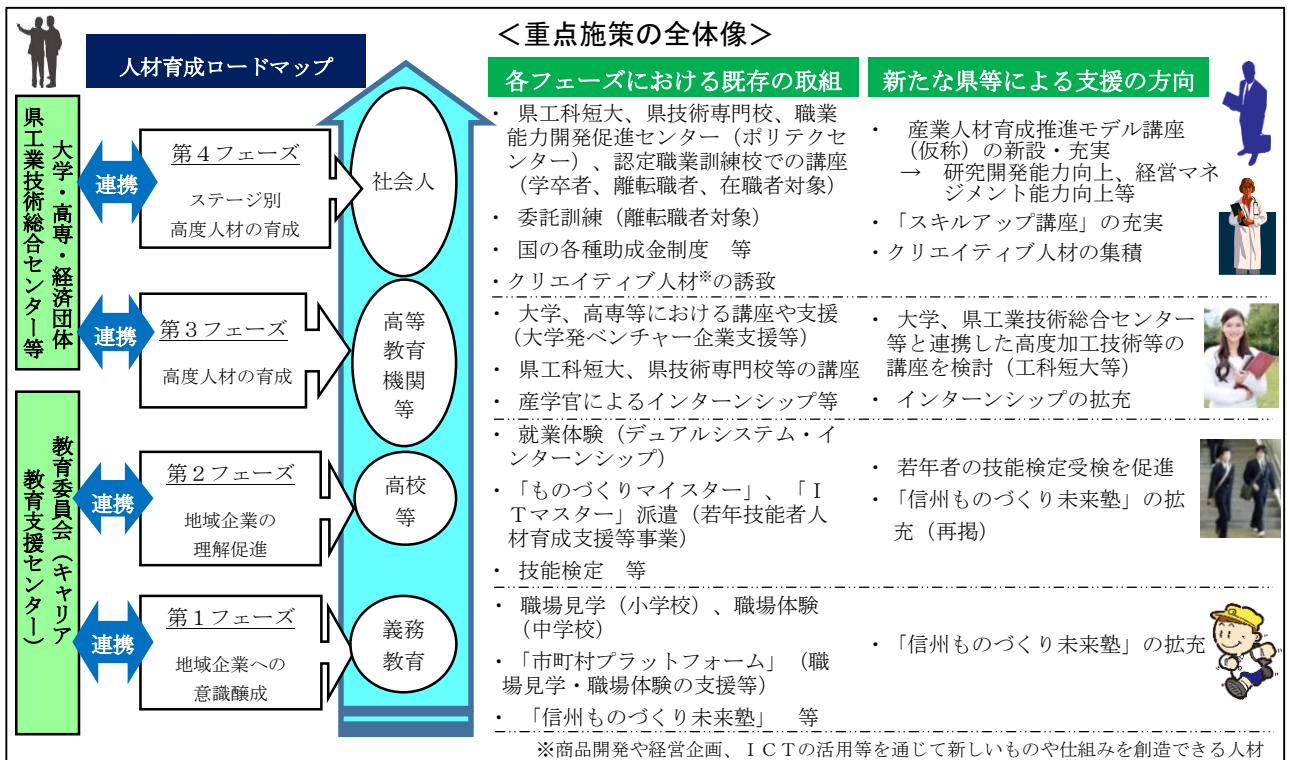 ＜重点施策の全体像＞
人材育成ロードマップ
各フェーズにおける既存の取組
新たな県等による支援の方向
大学・高専・経済団体
県工業技術総合センター等
連携
第４フェーズ
ステージ別
高度人材の育成
社会人
・ 県工科短大、県技術専門校、職業
能力開発促進センター（ポリテクセ
ンター）、認定職業訓練校での講座
（学卒者、離転職者、在職者対象）
・ 委託訓練（離転職者対象）
・ 国の各種助成金制度　等
・クリエイティブ人材※の誘致
・ 産業人材育成推進モデル講座
（仮称）の新設・充実
→ 研究開発能力向上、経営マネ
ジメント能力向上等
・「スキルアップ講座」の充実
・クリエイティブ人材の集積
連携
第３フェーズ
高度人材の育成
高等
教育
機関
等
・ 大学、高専等における講座や支援
（大学発ベンチャー企業支援等）
・ 県工科短大、県技術専門校等の講座
・ 産学官によるインターンシップ等
・ 大学、県工業技術総合センター
等と連携した高度加工技術等の
講座を検討（工科短大等）
・ インターンシップの拡充
教育委員会（キャリア
教育支援センター）
連携
第２フェーズ
地域企業の
理解促進
高校
等
・ 就業体験（デュアルシステム・イ
ンターンシップ）
・「ものづくりマイスター」、「Ｉ
Ｔマスター」派遣（若年技能者人
材育成支援等事業）
・ 技能検定　等
・ 若年者の技能検定受検を促進
・「信州ものづくり未来塾」の拡
充（再掲）
連携
第１フェーズ
地域企業への
意識醸成
義務
教育
・ 職場見学（小学校）、職場体験
（中学校）
・「市町村プラットフォーム」（職
場見学・職場体験の支援等）
・ 「信州ものづくり未来塾」　等
・「信州ものづくり未来塾」の拡充
※商品開発や経営企画、ＩＣＴの活用等を通じて新しいものや仕組みを創造できる人材